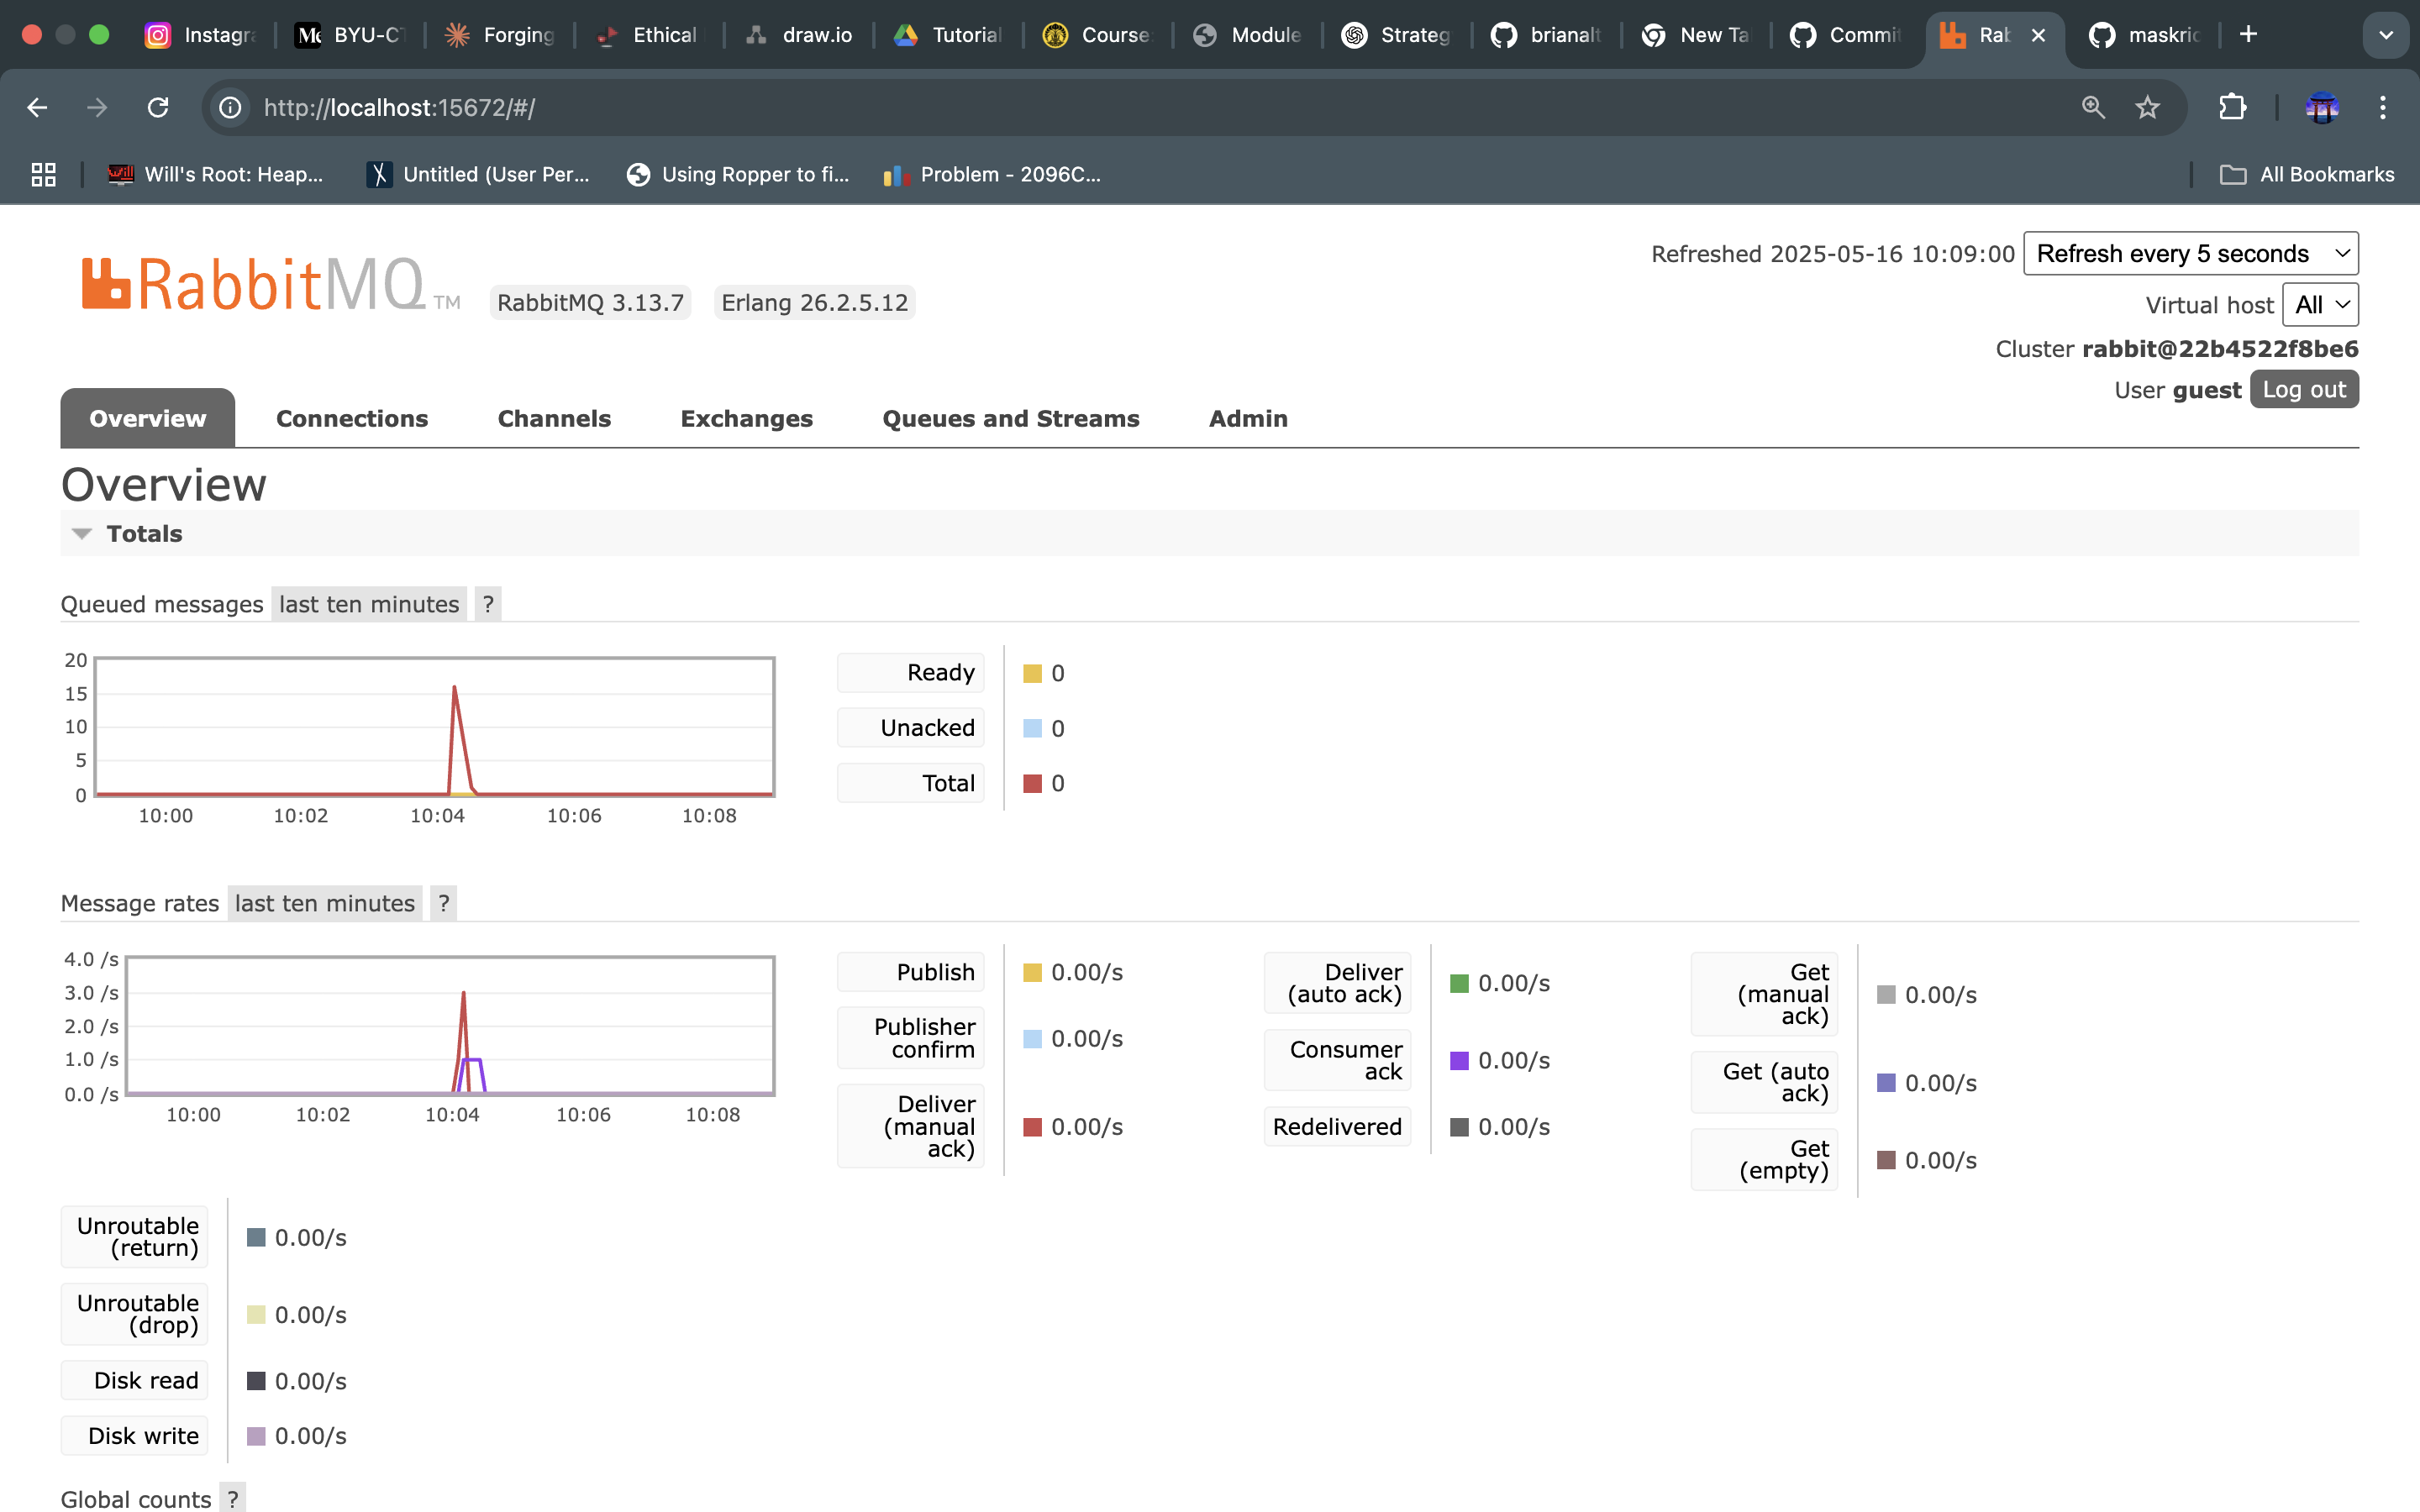 Instagra
BYU-CT
Forging
Ethical
draw.io
Tutorial
Course
Module
Strateg
brianalt
New Ta
Commit
Rab
maskric
http://localhost:15672/#/
Will's Root: Heap...
Untitled (User Per...
Using Ropper to fi...
Problem - 2096C...
All Bookmarks
RabbitMQ TM
RabbitMQ 3.13.7
Erlang 26.2.5.12
Refreshed 2025-05-16 10:09:00
Refresh every 5 seconds
Virtual host All
Cluster rabbit@22b4522f8be6
User guest Log out
Overview
Connections
Channels
Exchanges
Queues and Streams
Admin
Overview
Totals
Queued messages last ten minutes ?
20
15
10
5
0
10:00 10:02 10:04 10:06 10:08
Ready 0
Unacked 0
Total 0
Message rates last ten minutes ?
4.0 /s
3.0 /s
2.0 /s
1.0 /s
0.0 /s
10:00 10:02 10:04 10:06 10:08
Publish 0.00/s
Publisher
confirm 0.00/s
Deliver
(manual 0.00/s
ack)
Deliver
(auto ack) 0.00/s
Consumer
ack 0.00/s
Redelivered 0.00/s
Get
(manual 0.00/s
ack)
Get (auto
ack) 0.00/s
Get
(empty) 0.00/s
Unroutable
(return) 0.00/s
Unroutable
(drop) 0.00/s
Disk read 0.00/s
Disk write 0.00/s
Global counts ?